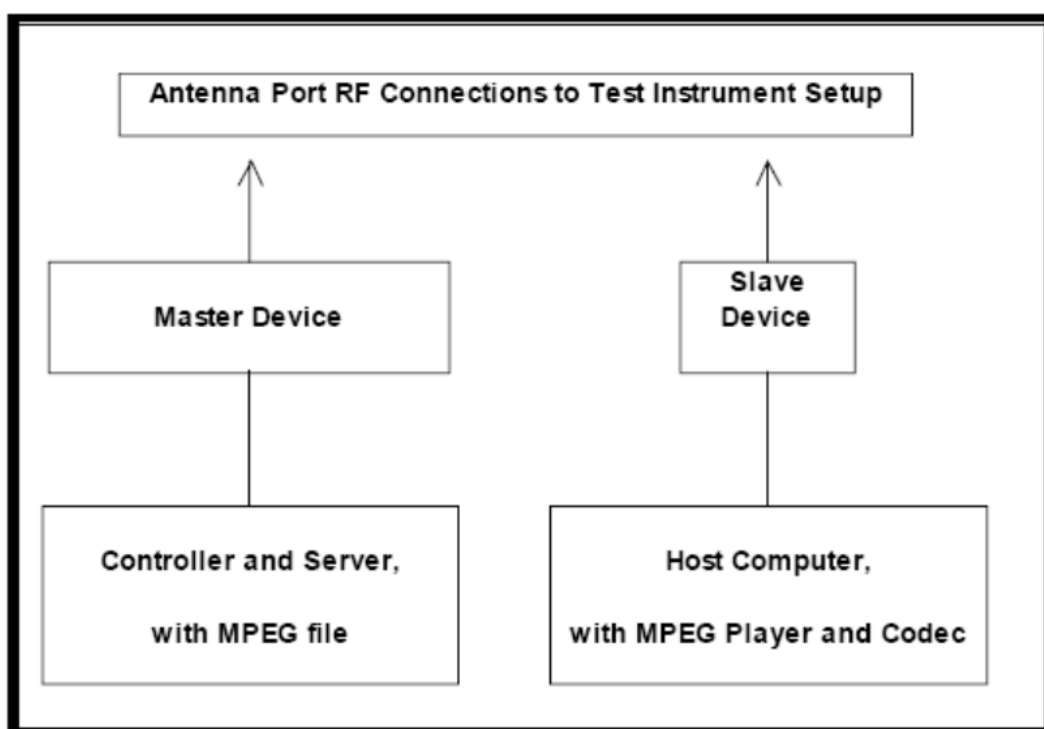 Antenna Port RF Connections to Test Instrument Setup
Master Device
Slave
Device
Controller and Server,
with MPEG file
Host Computer,
with MPEG Player and Codec